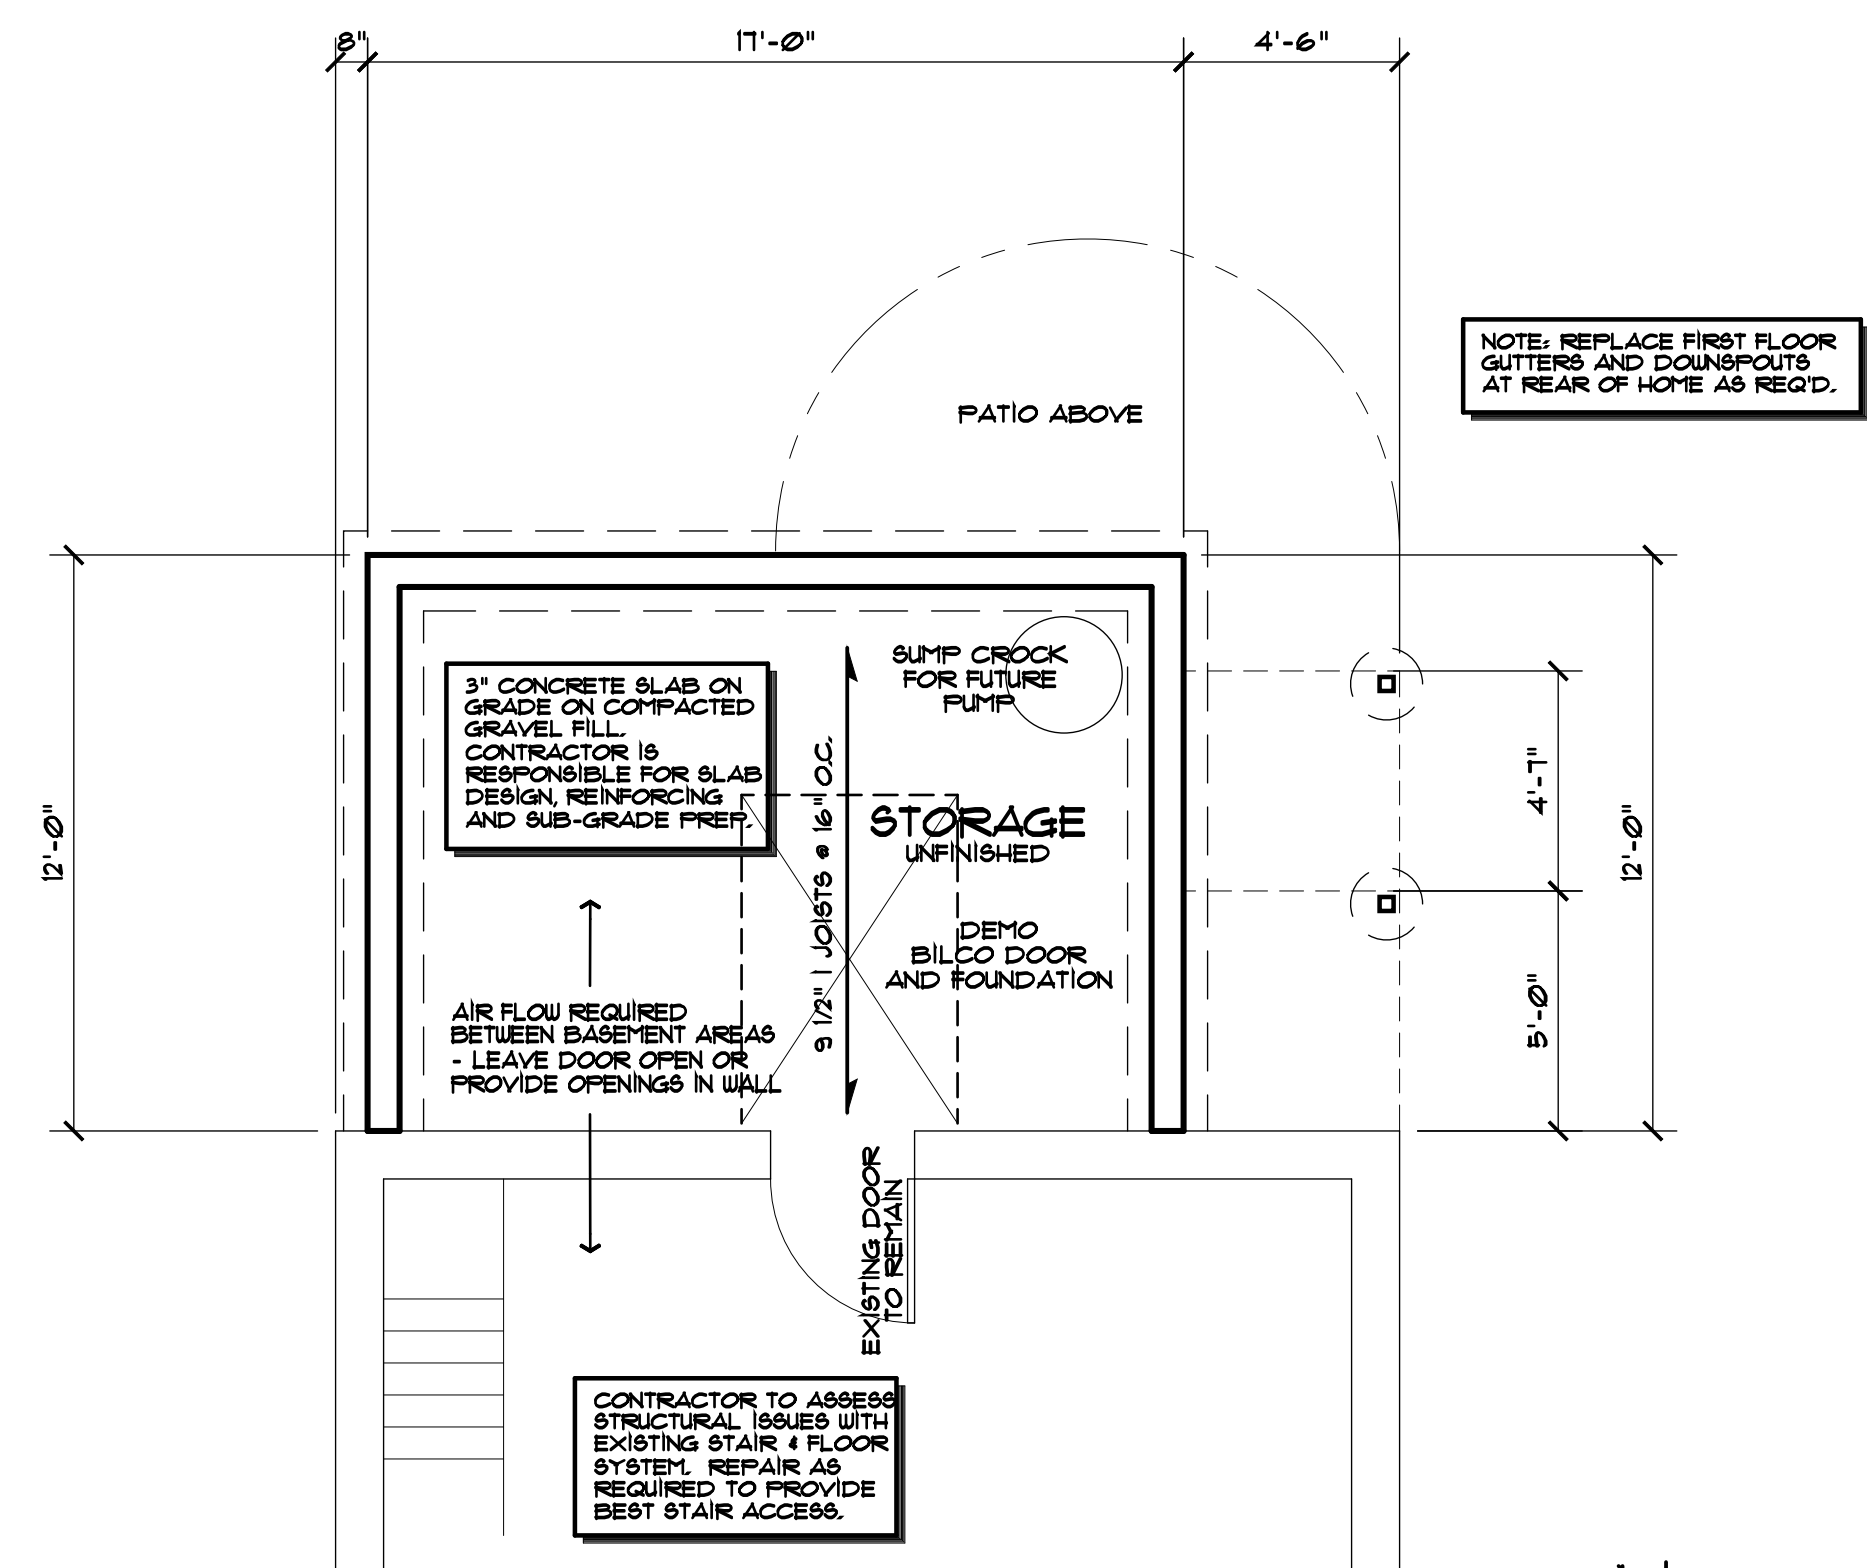 8"
17'-0"
4'-6"
NOTE: REPLACE FIRST FLOOR
GUTTERS AND DOWNSPOUTS
AT REAR OF HOME AS REQ'D.
PATIO ABOVE
SUMP CROCK
FOR FUTURE
PUMP
3" CONCRETE SLAB ON
GRADE ON COMPACTED
GRAVEL FILL.
CONTRACTOR IS
RESPONSIBLE FOR SLAB
DESIGN, REINFORCING
AND SUB-GRADE PREP.
9 1/2" I JOISTS @ 16" O.C.
STORAGE
UNFINISHED
12'-0"
4'-7"
12'-0"
DEMO
BILCO DOOR
AND FOUNDATION
5'-0"
AIR FLOW REQUIRED
BETWEEN BASEMENT AREAS
- LEAVE DOOR OPEN OR
PROVIDE OPENINGS IN WALL
EXISTING DOOR
TO REMAIN
CONTRACTOR TO ASSESS
STRUCTURAL ISSUES WITH
EXISTING STAIR & FLOOR
SYSTEM. REPAIR AS
REQUIRED TO PROVIDE
BEST STAIR ACCESS.